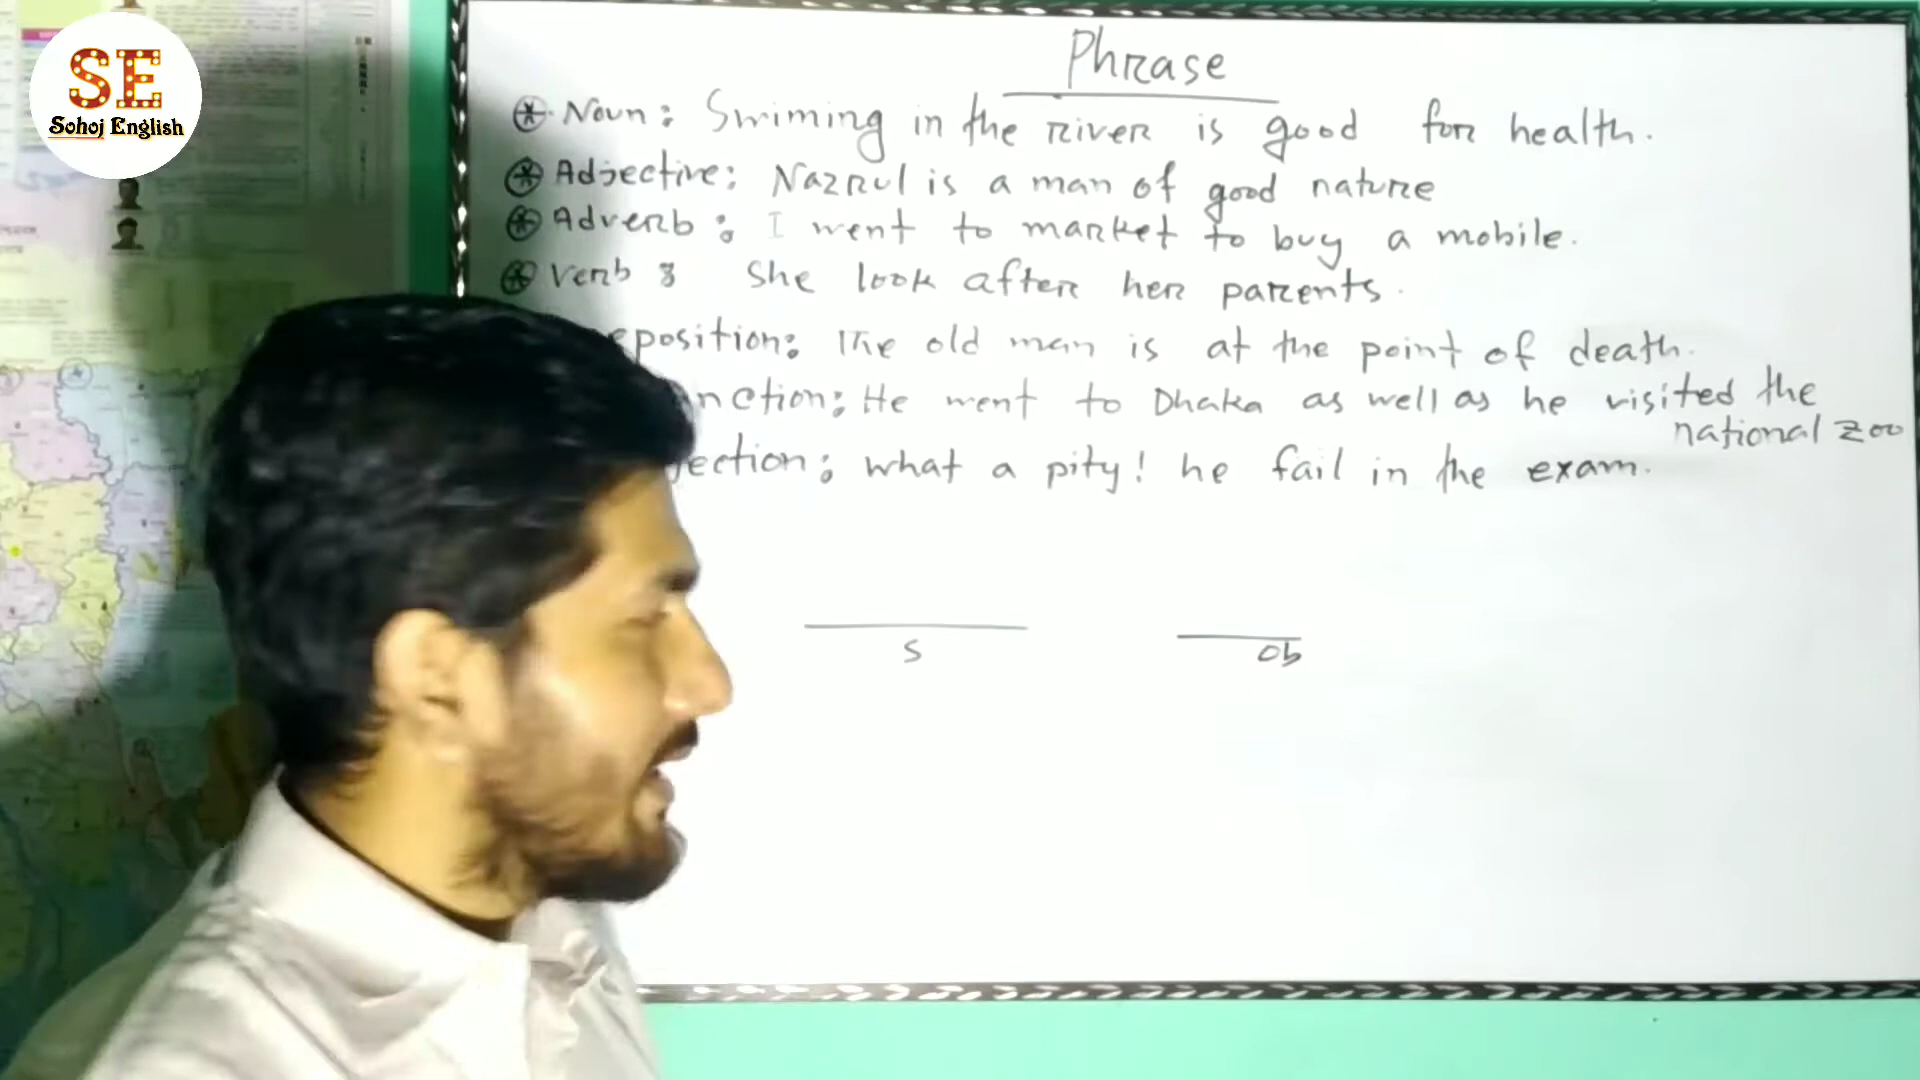 SE
Sohoj English
Phrase
Noun: Swiming in the river is good for health.
Adjective: Nazrul is a man of good nature
Adverb: I went to market to buy a mobile.
Verb: She look after her parents.
eposition: The old man is at the point of death.
nction: He went to Dhaka as well as he visited the
national zoo
jection: what a pity! he fail in the exam.
S
Ob